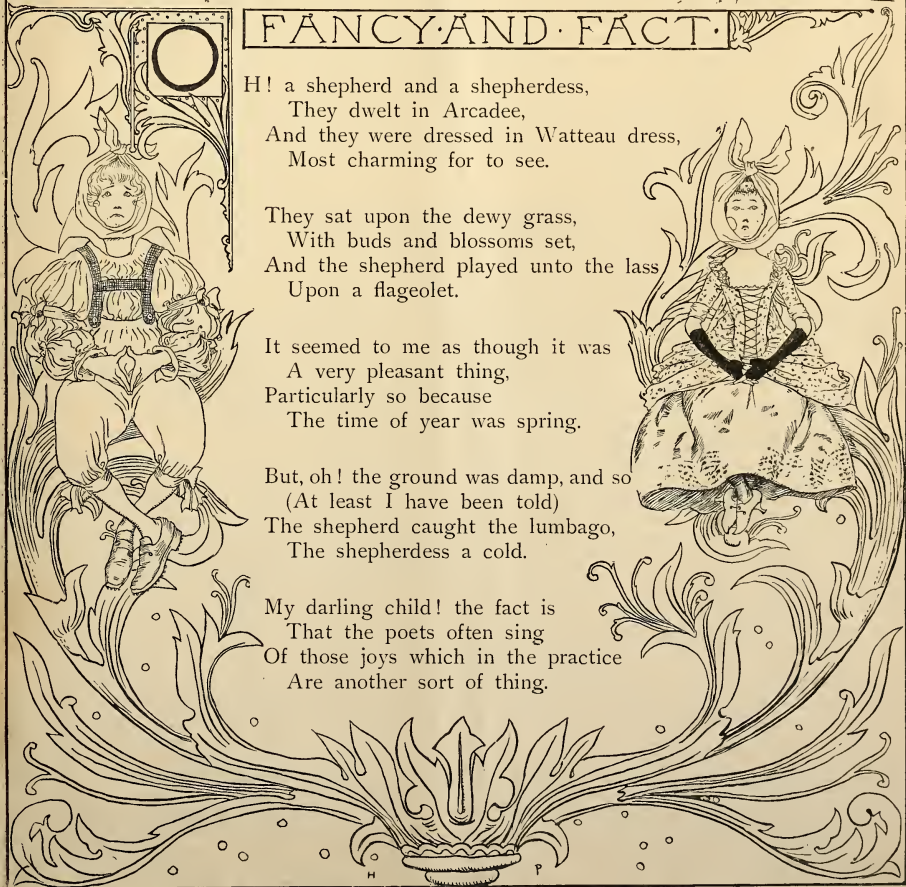 FANCY·AND·FACT·
OH! a shepherd and a shepherdess,
They dwelt in Arcadee,
And they were dressed in Watteau dress,
Most charming for to see.
They sat upon the dewy grass,
With buds and blossoms set,
And the shepherd played unto the lass
Upon a flageolet.
It seemed to me as though it was
A very pleasant thing,
Particularly so because
The time of year was spring.
But, oh! the ground was damp, and so
(At least I have been told)
The shepherd caught the lumbago,
The shepherdess a cold.
My darling child! the fact is
That the poets often sing
Of those joys which in the practice
Are another sort of thing.
H P